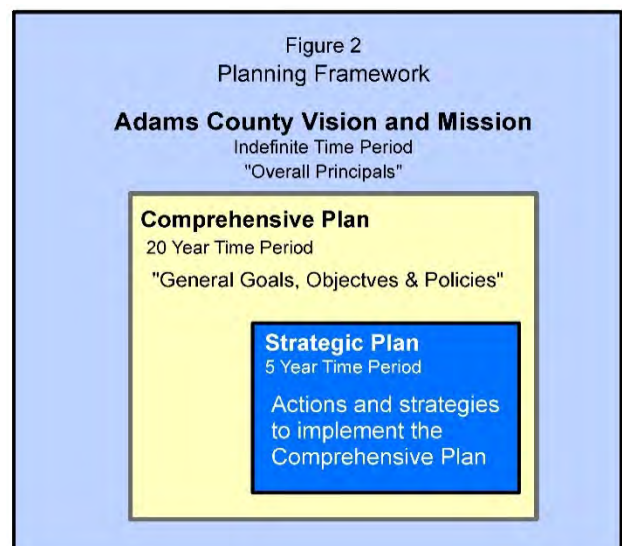 Figure 2
Planning Framework
Adams County Vision and Mission
Indefinite Time Period
"Overall Principals"
Comprehensive Plan
20 Year Time Period
"General Goals, Objectves & Policies"
Strategic Plan
5 Year Time Period
Actions and strategies
to implement the
Comprehensive Plan